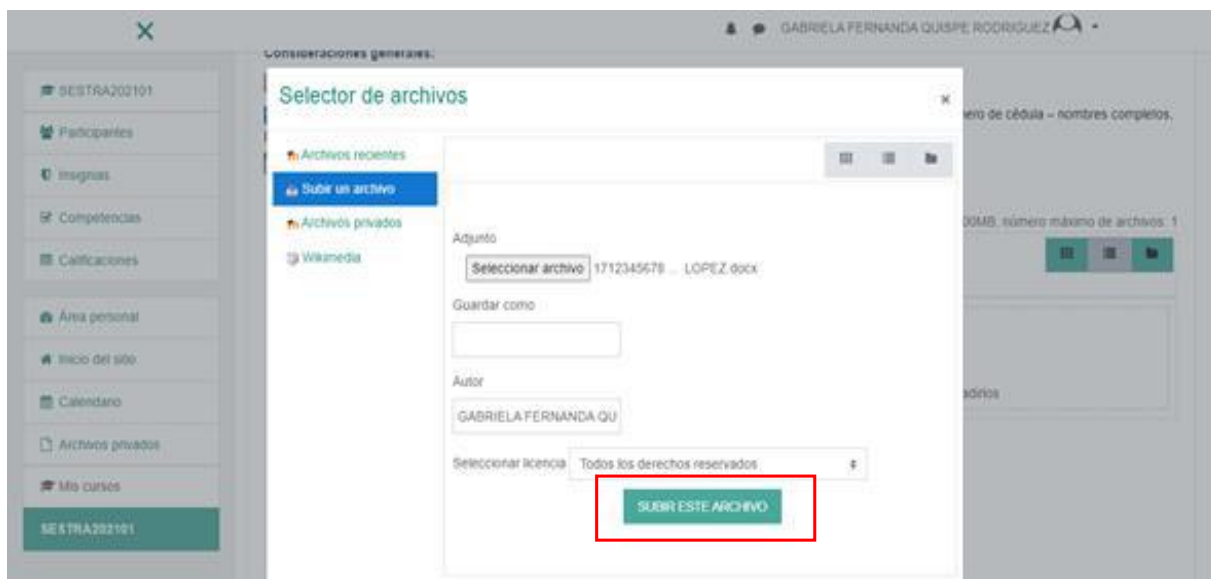 GABRIELA FERNANDA QUISPE RODRIGUEZ
Consideraciones generales:
SESTRA202101
Participantes
Insignias
Competencias
Calificaciones
Área personal
Inicio del sitio
Calendario
Archivos privados
Mis cursos
SESTRA202101
Selector de archivos
Archivos recientes
Subir un archivo
Archivos privados
Wikimedia
Adjunto
Seleccionar archivo 1712345678 ... LOPEZ.docx
Guardar como
Autor
GABRIELA FERNANDA QU
Seleccionar licencia Todos los derechos reservados
SUBIR ESTE ARCHIVO
ero de cédula – nombres completos,
00MB, número máximo de archivos: 1
adirlos